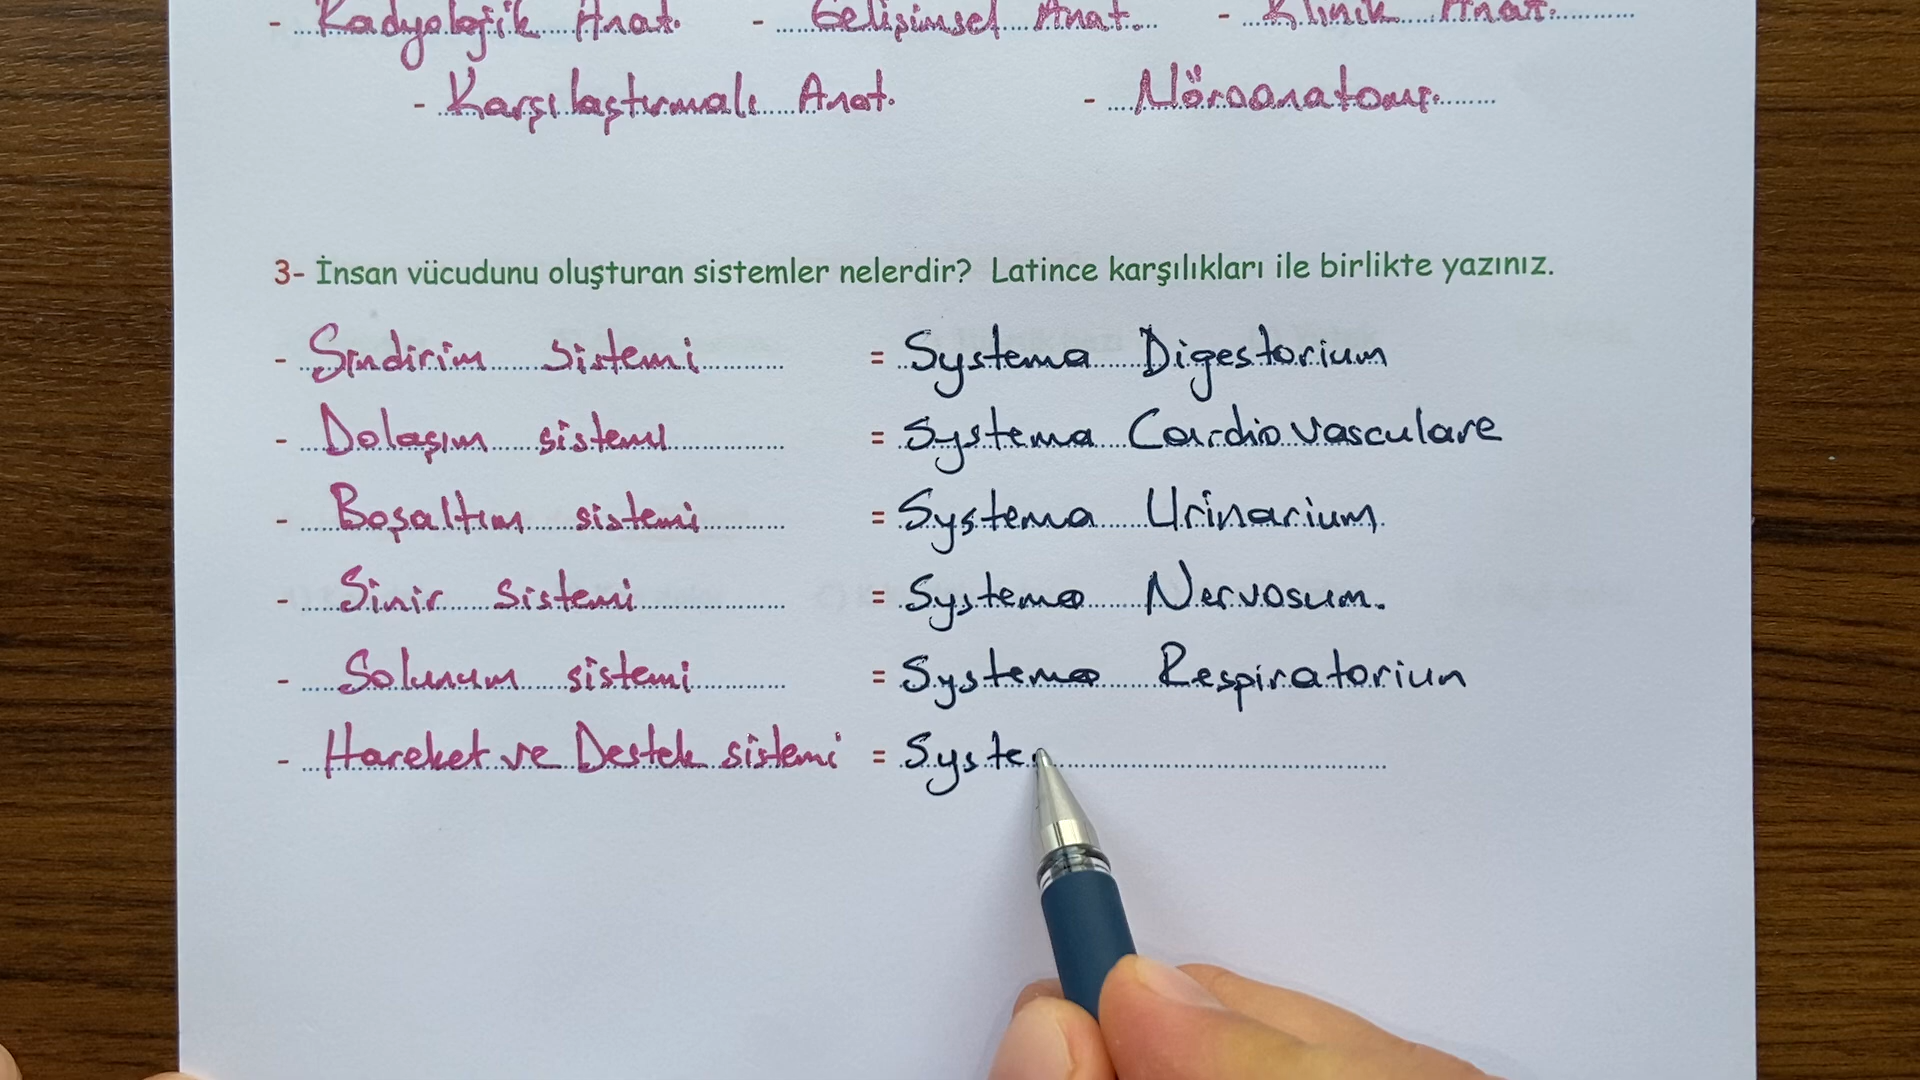 - Radyolojik Anat. - Gelişimsel Anat. - Klinik Anat.
- Karşılaştırmalı Anat. - Nöroanatomi.
3- İnsan vücudunu oluşturan sistemler nelerdir? Latince karşılıkları ile birlikte yazınız.
- Sindirim sistemi = Systema Digestorium
- Dolaşım sistemi = Systema Cardiovasculare
- Boşaltım sistemi = Systema Urinarium
- Sinir sistemi = Systema Nervosum.
- Solunum sistemi = Systema Respiratoriun
- Hareket ve Destek sistemi = Syste